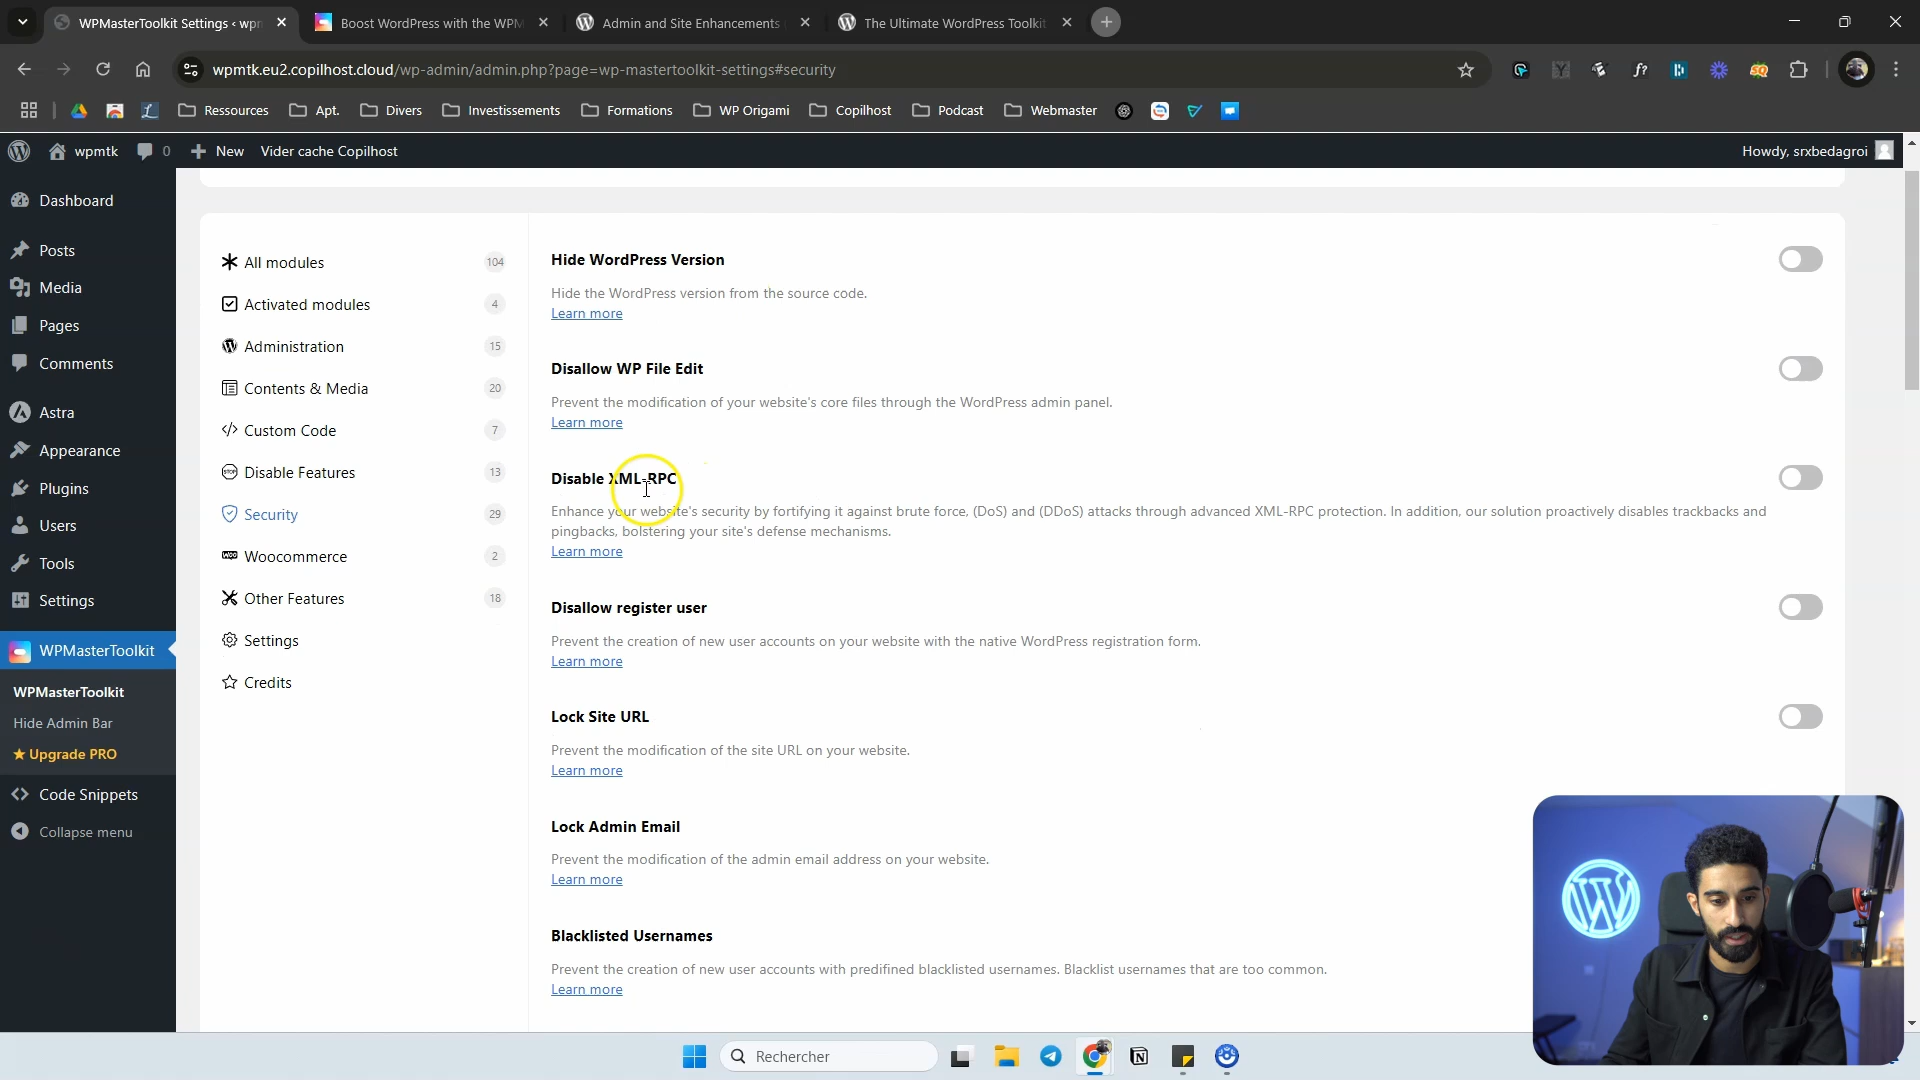 WPMasterToolkit Settings ‹ wpm
Boost WordPress with the WPM
Admin and Site Enhancements
The Ultimate WordPress Toolkit
wpmtk.eu2.copilhost.cloud/wp-admin/admin.php?page=wp-mastertoolkit-settings#security
Ressources
Apt.
Divers
Investissements
Formations
WP Origami
Copilhost
Podcast
Webmaster
wpmtk
0
New
Vider cache Copilhost
Howdy, srxbedagroi
Dashboard
Posts
Media
Pages
Comments
Astra
Appearance
Plugins
Users
Tools
Settings
WPMasterToolkit
WPMasterToolkit
Hide Admin Bar
★ Upgrade PRO
Code Snippets
Collapse menu
All modules 104
Activated modules 4
Administration 15
Contents & Media 20
Custom Code 7
Disable Features 13
Security 29
Woocommerce 2
Other Features 18
Settings
Credits
Hide WordPress Version
Hide the WordPress version from the source code.
Learn more
Disallow WP File Edit
Prevent the modification of your website's core files through the WordPress admin panel.
Learn more
Disable XML-RPC
Enhance your website's security by fortifying it against brute force, (DoS) and (DDoS) attacks through advanced XML-RPC protection. In addition, our solution proactively disables trackbacks and
pingbacks, bolstering your site's defense mechanisms.
Learn more
Disallow register user
Prevent the creation of new user accounts on your website with the native WordPress registration form.
Learn more
Lock Site URL
Prevent the modification of the site URL on your website.
Learn more
Lock Admin Email
Prevent the modification of the admin email address on your website.
Learn more
Blacklisted Usernames
Prevent the creation of new user accounts with predifined blacklisted usernames. Blacklist usernames that are too common.
Learn more
Rechercher